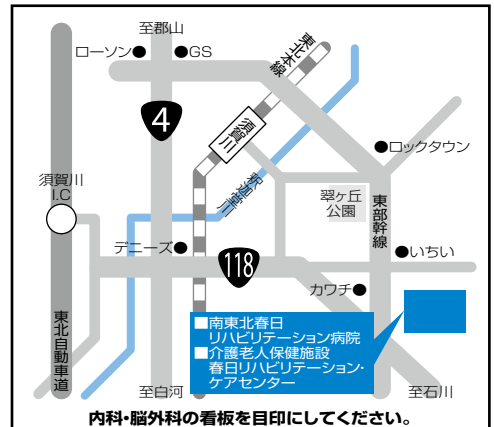 至郡山
ローソン●
●GS
東北本線
4
須賀川
●ロックタウン
釈迦堂川
須賀川
I.C
翠ヶ丘
公園
東部幹線
デニーズ●
118
●いちい
カワチ●
東北自動車道
■南東北春日
リハビリテーション病院
■介護老人保健施設
春日リハビリテーション・
ケアセンター
至白河
至石川
内科・脳外科の看板を目印にしてください。